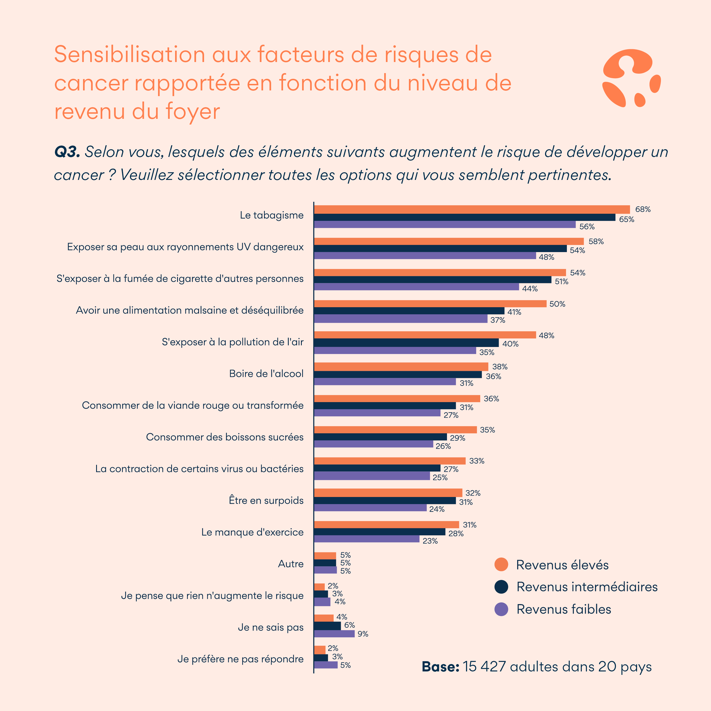 Sensibilisation aux facteurs de risques de
cancer rapportée en fonction du niveau de
revenu du foyer
Q3. Selon vous, lesquels des éléments suivants augmentent le risque de développer un
cancer ? Veuillez sélectionner toutes les options qui vous semblent pertinentes.
Le tabagisme 68% 65% 56%
Exposer sa peau aux rayonnements UV dangereux 58% 54% 48%
S'exposer à la fumée de cigarette d'autres personnes 54% 51% 44%
Avoir une alimentation malsaine et déséquilibrée 50% 41% 37%
S'exposer à la pollution de l'air 48% 40% 35%
Boire de l'alcool 38% 36% 31%
Consommer de la viande rouge ou transformée 36% 31% 27%
Consommer des boissons sucrées 35% 29% 26%
La contraction de certains virus ou bactéries 33% 27% 25%
Être en surpoids 32% 31% 24%
Le manque d'exercice 31% 28% 23%
Autre 5% 5% 5%
Je pense que rien n'augmente le risque 2% 3% 4%
Je ne sais pas 4% 6% 9%
Je préfère ne pas répondre 2% 3% 5%
Revenus élevés
Revenus intermédiaires
Revenus faibles
Base: 15 427 adultes dans 20 pays